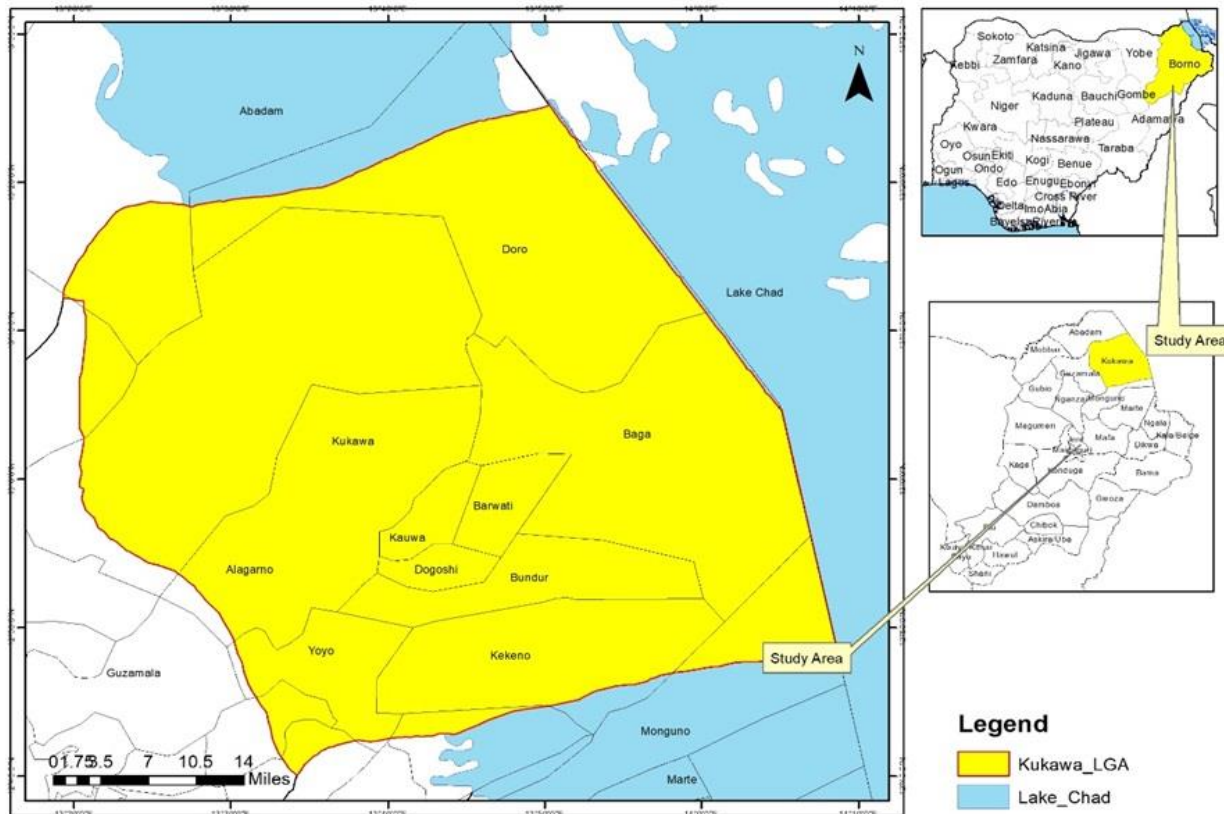 N
Abadam
Doro
Lake Chad
Kukawa
Baga
Barwati
Kauwa
Alagarno
Dogoshi
Bundur
Yoyo
Kekeno
Guzamala
Study Area
Monguno
Marte
0 1.75 3.5 7 10.5 14
Miles
Sokoto
Katsina
Jigawa
Yobe
Borno
Kebbi
Zamfara
Kano
Kaduna
Bauchi
Gombe
Niger
Adamawa
Plateau
Kwara
Nassarawa
Taraba
Oyo
Osun
Ekiti
Kogi
Benue
Ogun
Ondo
Lagos
Edo
Enugu
Ebonyi
Cross River
Delta
Imo
Abia
Bayelsa
River
Study Area
Abadam
Mobbar
Kukawa
Guzamala
Gubio
Nganzai
Monguno
Marte
Magumeri
Ngala
Mafa
Dikwa
Kala/Balge
Kaga
Konduga
Bama
Damboa
Gwoza
Chibok
Askira/Uba
Hawul
Shani
Legend
Kukawa_LGA
Lake_Chad